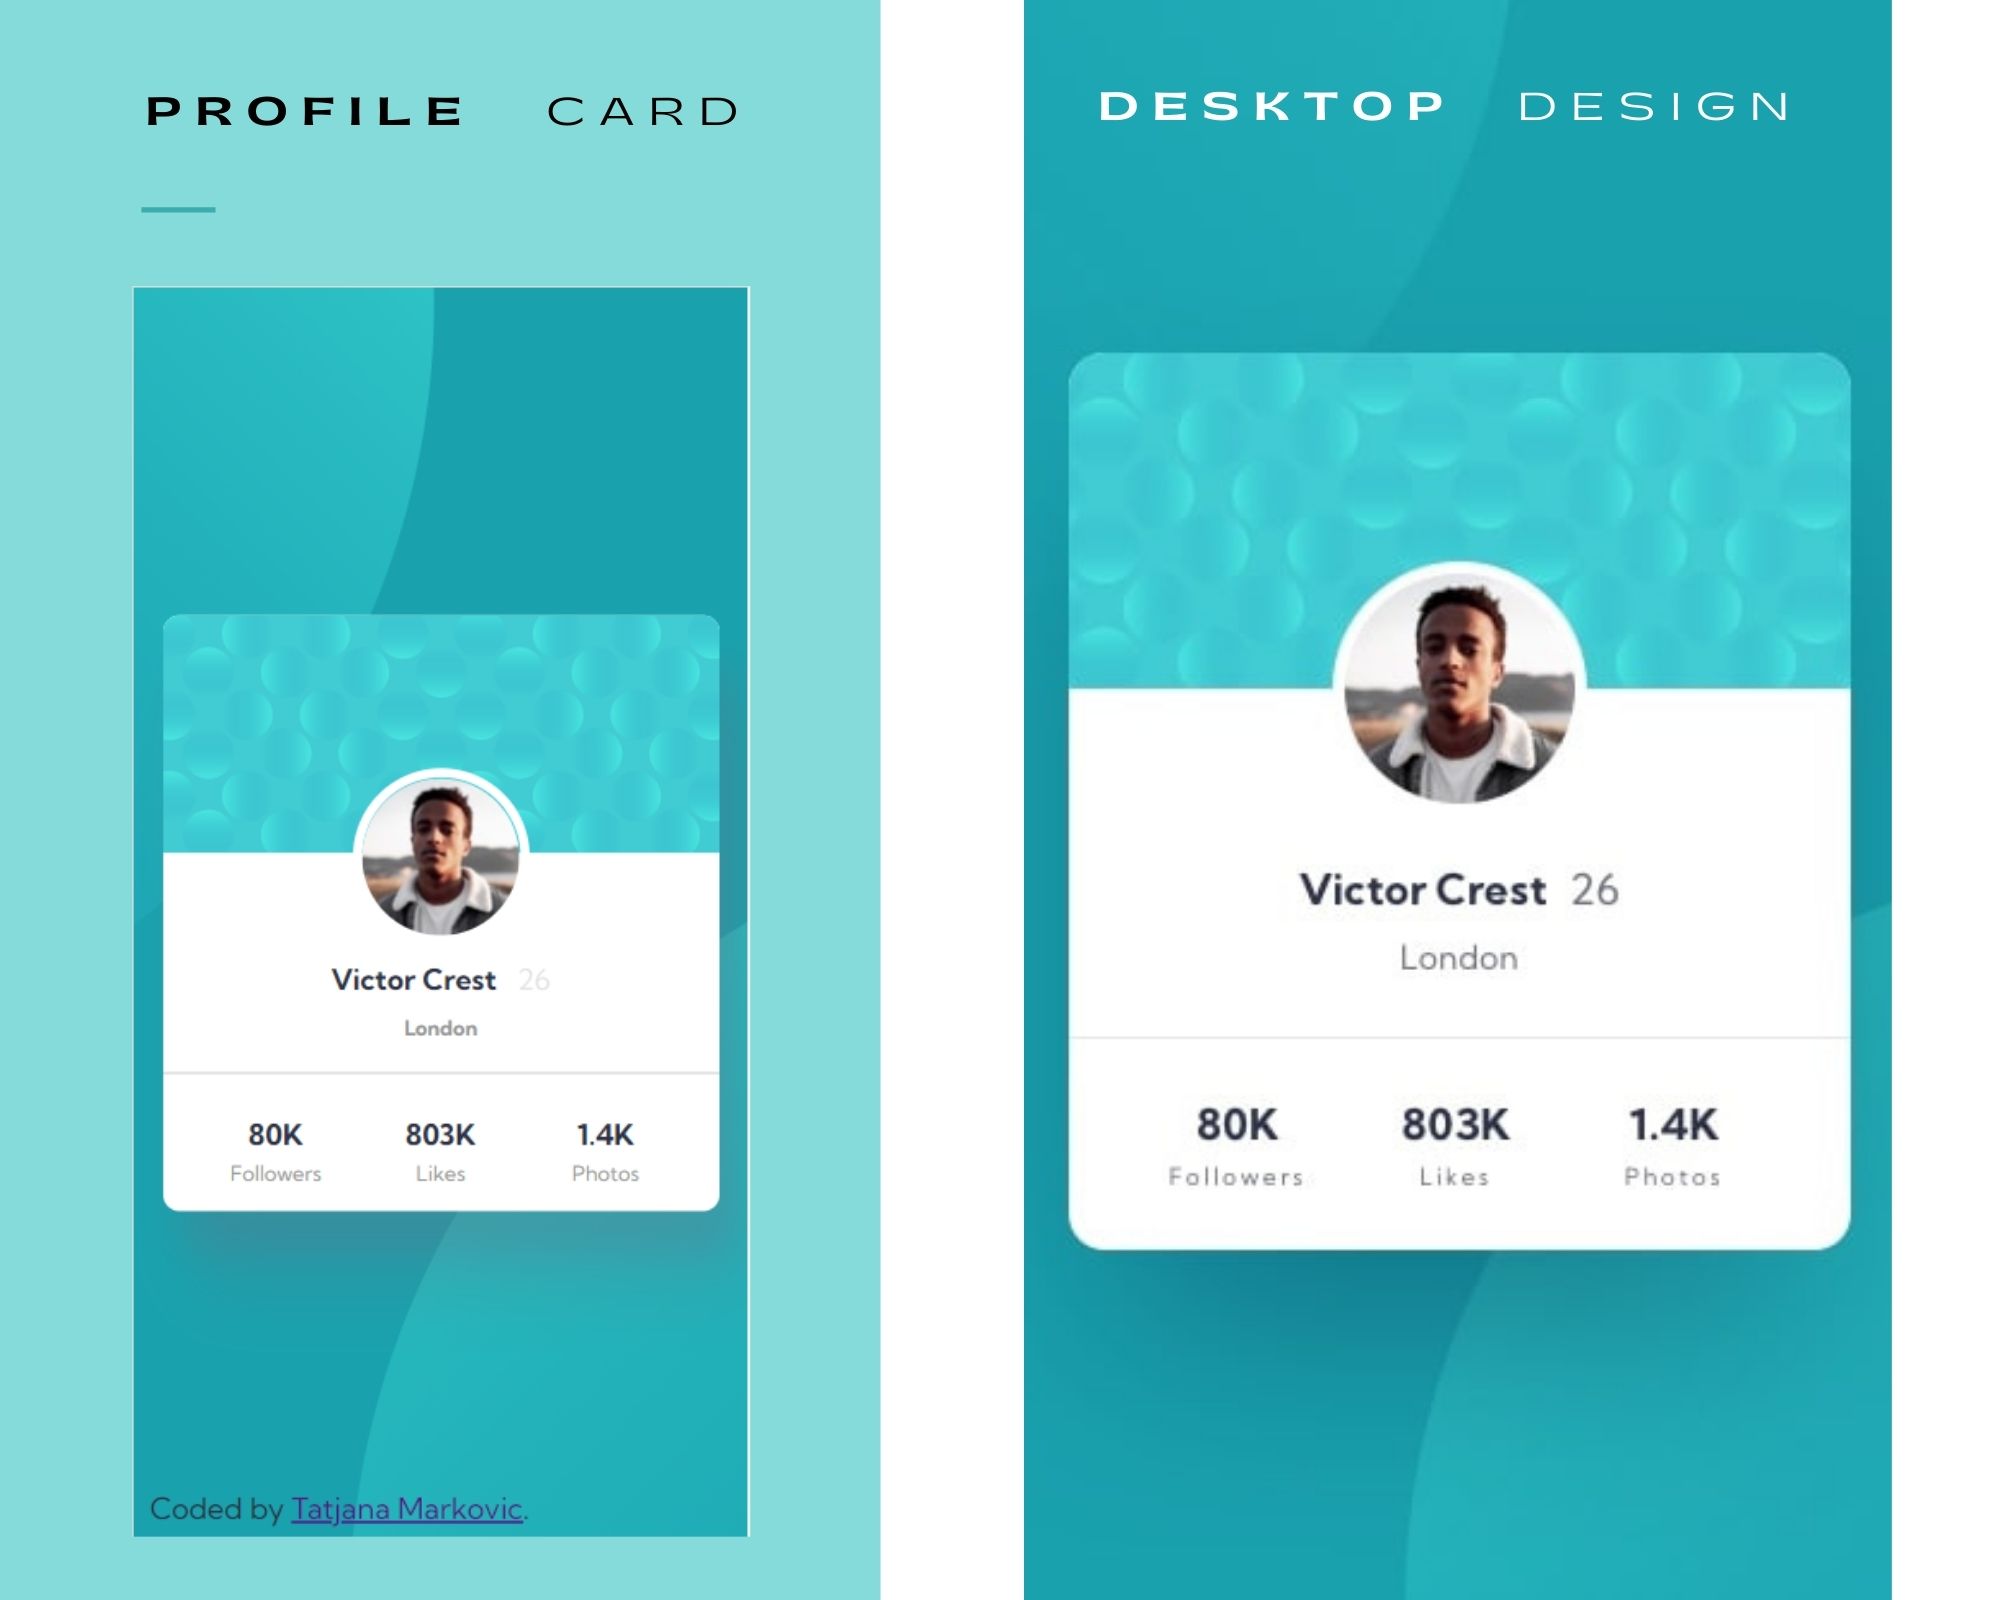 PROFILE CARD
Victor Crest 26
London
80K 803K 1.4K
Followers Likes Photos
Coded by Tatjana Markovic.
DESKTOP DESIGN
Victor Crest 26
London
80K 803K 1.4K
Followers Likes Photos